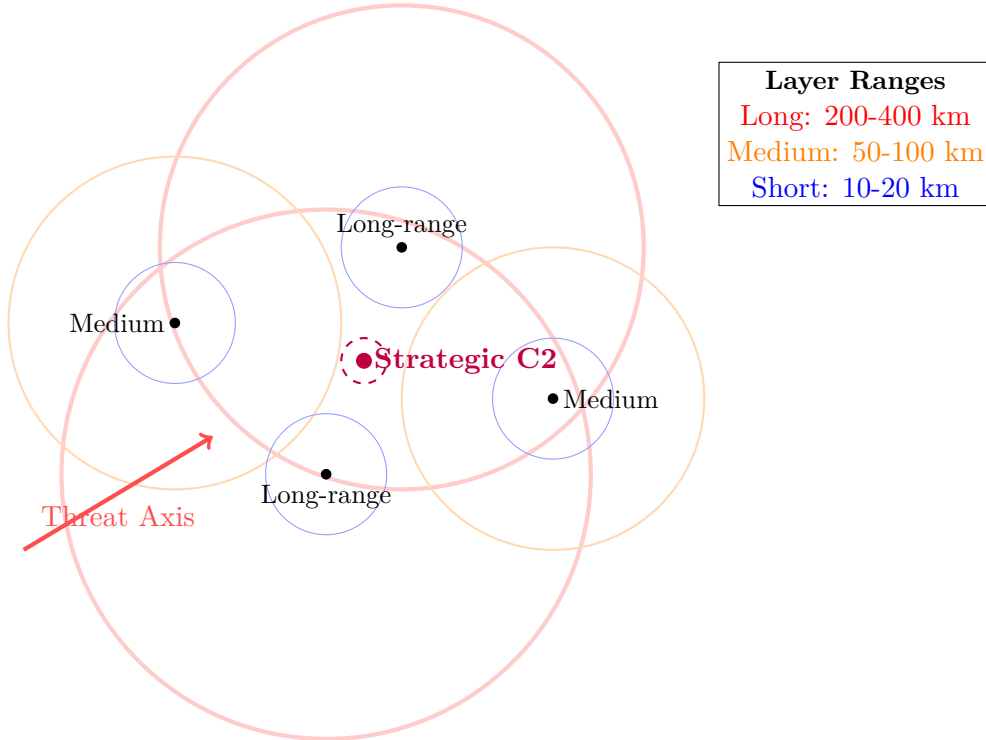 Layer Ranges
Long: 200-400 km
Medium: 50-100 km
Short: 10-20 km
Long-range
Medium
Strategic C2
Medium
Long-range
Threat Axis